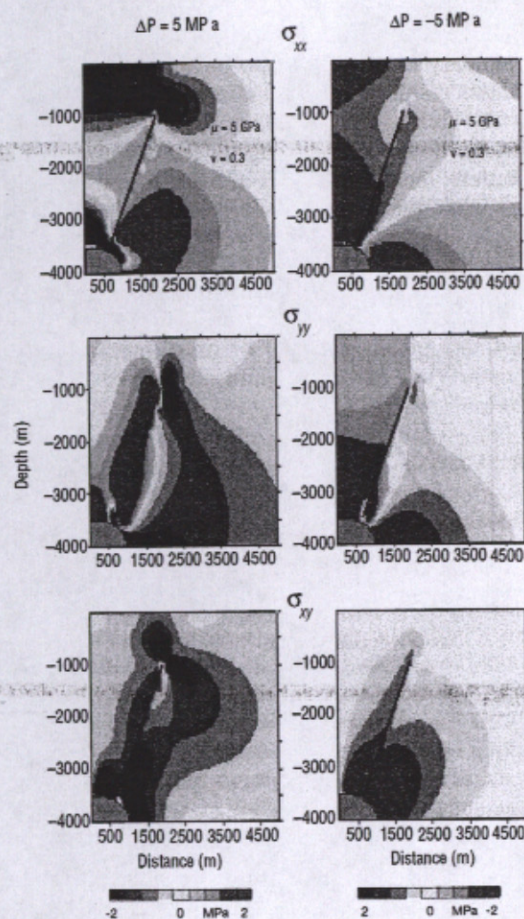 ΔP = 5 MPa ΔP = –5 MPa
σxx
–1000 –1000
μ = 5 GPa μ = 5 GPa
–2000 –2000
ν = 0.3 ν = 0.3
–3000 –3000
–4000 –4000
500 1500 2500 3500 4500 500 1500 2500 3500 4500
σyy
–1000 –1000
Depth (m)
–2000 –2000
–3000 –3000
–4000 –4000
500 1500 2500 3500 4500 500 1500 2500 3500 4500
σxy
–1000 –1000
–2000 –2000
–3000 –3000
–4000 –4000
500 1500 2500 3500 4500 500 1500 2500 3500 4500
Distance (m) Distance (m)
-2 0 MPa 2 2 0 MPa -2